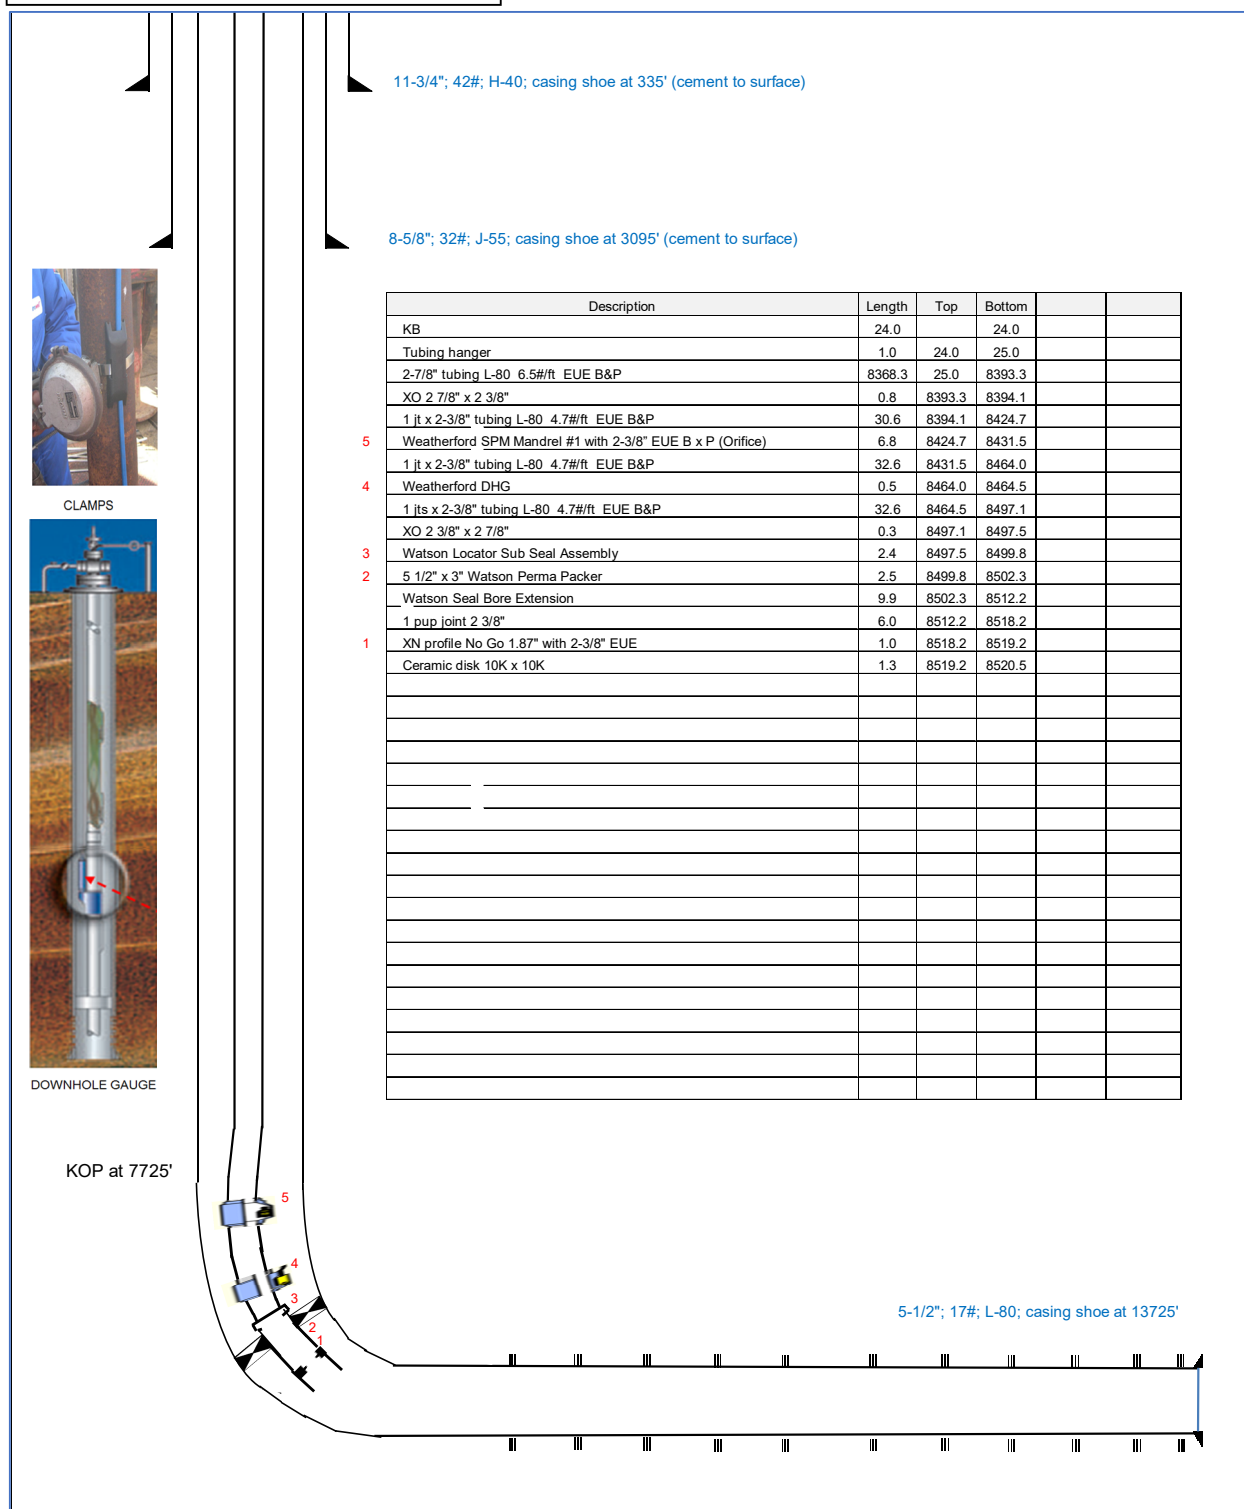 11-3/4"; 42#; H-40; casing shoe at 335' (cement to surface)
8-5/8"; 32#; J-55; casing shoe at 3095' (cement to surface)
Description Length Top Bottom
KB 24.0 24.0
Tubing hanger 1.0 24.0 25.0
2-7/8" tubing L-80 6.5#/ft EUE B&P 8368.3 25.0 8393.3
XO 2 7/8" x 2 3/8" 0.8 8393.3 8394.1
1 jt x 2-3/8" tubing L-80 4.7#/ft EUE B&P 30.6 8394.1 8424.7
5 Weatherford SPM Mandrel #1 with 2-3/8" EUE B x P (Orifice) 6.8 8424.7 8431.5
1 jt x 2-3/8" tubing L-80 4.7#/ft EUE B&P 32.6 8431.5 8464.0
4 Weatherford DHG 0.5 8464.0 8464.5
1 jts x 2-3/8" tubing L-80 4.7#/ft EUE B&P 32.6 8464.5 8497.1
XO 2 3/8" x 2 7/8" 0.3 8497.1 8497.5
3 Watson Locator Sub Seal Assembly 2.4 8497.5 8499.8
2 5 1/2" x 3" Watson Perma Packer 2.5 8499.8 8502.3
Watson Seal Bore Extension 9.9 8502.3 8512.2
1 pup joint 2 3/8" 6.0 8512.2 8518.2
1 XN profile No Go 1.87" with 2-3/8" EUE 1.0 8518.2 8519.2
Ceramic disk 10K x 10K 1.3 8519.2 8520.5
CLAMPS
DOWNHOLE GAUGE
KOP at 7725'
5
4
3
2
1
5-1/2"; 17#; L-80; casing shoe at 13725'